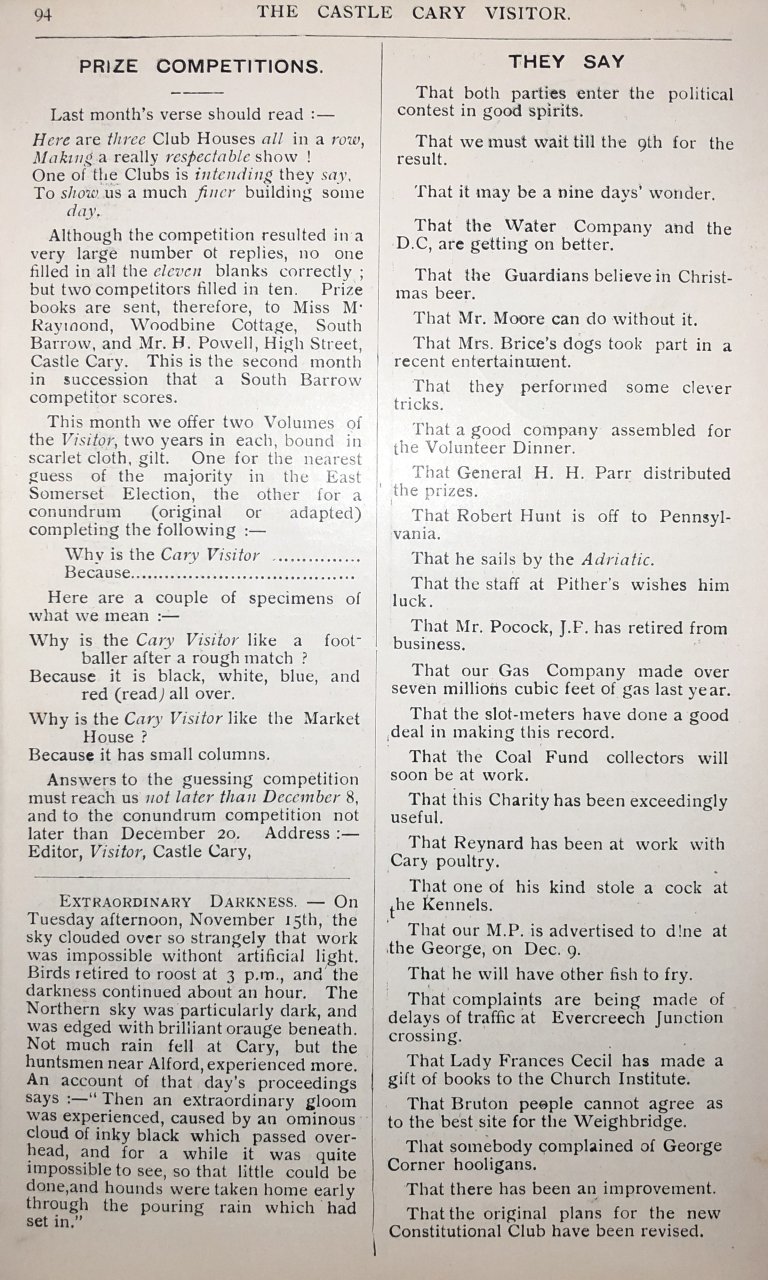 94
THE CASTLE CARY VISITOR.
PRIZE COMPETITIONS.
Last month's verse should read :—
Here are three Club Houses all in a row,
Making a really respectable show !
One of the Clubs is intending they say,
To show us a much finer building some
day.
Although the competition resulted in a
very large number ot replies, no one
filled in all the eleven blanks correctly ;
but two competitors filled in ten. Prize
books are sent, therefore, to Miss M·
Raymond, Woodbine Cottage, South
Barrow, and Mr. H. Powell, High Street,
Castle Cary. This is the second month
in succession that a South Barrow
competitor scores.
This month we offer two Volumes of
the Visitor, two years in each, bound in
scarlet cloth, gilt. One for the nearest
guess of the majority in the East
Somerset Election, the other for a
conundrum (original or adapted)
completing the following :—
Why is the Cary Visitor ...............
Because......................................
Here are a couple of specimens of
what we mean :—
Why is the Cary Visitor like a foot-
baller after a rough match ?
Because it is black, white, blue, and
red (read) all over.
Why is the Cary Visitor like the Market
House ?
Because it has small columns.
Answers to the guessing competition
must reach us not later than December 8,
and to the conundrum competition not
later than December 20. Address :—
Editor, Visitor, Castle Cary,
EXTRAORDINARY DARKNESS. — On
Tuesday afternoon, November 15th, the
sky clouded over so strangely that work
was impossible withont artificial light.
Birds retired to roost at 3 p.m., and the
darkness continued about an hour. The
Northern sky was particularly dark, and
was edged with brilliant orauge beneath.
Not much rain fell at Cary, but the
huntsmen near Alford, experienced more.
An account of that day's proceedings
says :—" Then an extraordinary gloom
was experienced, caused by an ominous
cloud of inky black which passed over-
head, and for a while it was quite
impossible to see, so that little could be
done,and hounds were taken home early
through the pouring rain which had
set in."
THEY SAY
That both parties enter the political
contest in good spirits.
That we must wait till the 9th for the
result.
That it may be a nine days' wonder.
That the Water Company and the
D.C, are getting on better.
That the Guardians believe in Christ-
mas beer.
That Mr. Moore can do without it.
That Mrs. Brice's dogs took part in a
recent entertainment.
That they performed some clever
tricks.
That a good company assembled for
the Volunteer Dinner.
That General H. H. Parr distributed
the prizes.
That Robert Hunt is off to Pennsyl-
vania.
That he sails by the Adriatic.
That the staff at Pither's wishes him
luck.
That Mr. Pocock, J.F. has retired from
business.
That our Gas Company made over
seven millions cubic feet of gas last year.
That the slot-meters have done a good
deal in making this record.
That the Coal Fund collectors will
soon be at work.
That this Charity has been exceedingly
useful.
That Reynard has been at work with
Cary poultry.
That one of his kind stole a cock at
the Kennels.
That our M.P. is advertised to d!ne at
the George, on Dec. 9.
That he will have other fish to fry.
That complaints are being made of
delays of traffic at Evercreech Junction
crossing.
That Lady Frances Cecil has made a
gift of books to the Church Institute.
That Bruton people cannot agree as
to the best site for the Weighbridge.
That somebody complained of George
Corner hooligans.
That there has been an improvement.
That the original plans for the new
Constitutional Club have been revised.